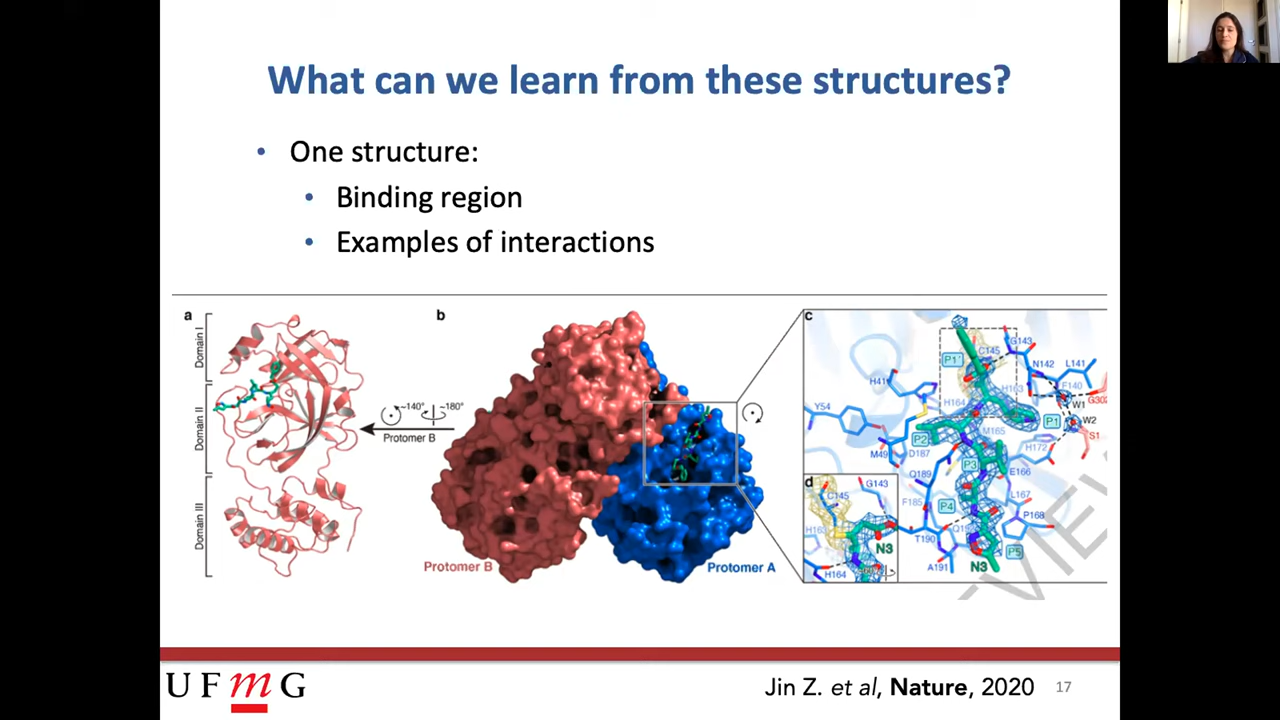 What can we learn from these structures?
• One structure:
• Binding region
• Examples of interactions
a
Domain I
Domain II
Domain III
~140° ~180°
Protomer B
b
Protomer B
Protomer A
c
P1´
C145
G143
N142
L141
H41
H163
F140
H164
W1
G302
Y54
P1
W2
M165
S1
P2
M49
D187
H172
P3
Q189
E166
d
G143
C145
F185
L167
P4
P168
H163
T190
N3
P5
A191
N3
H164
UFmG
Jin Z. et al, Nature, 2020
17